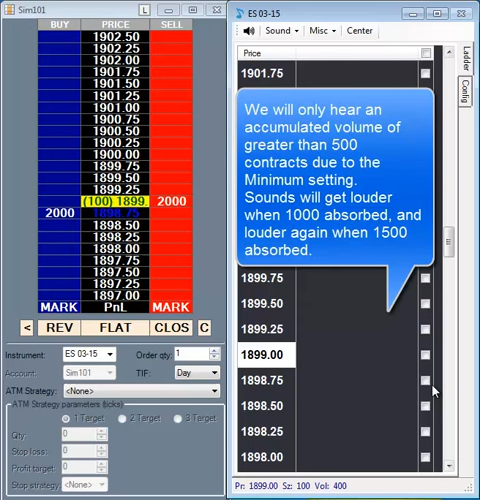 Sim101
L
BUY PRICE SELL
1902.50
1902.25
1902.00
1901.75
1901.50
1901.25
1901.00
1900.75
1900.50
1900.25
1900.00
1899.75
1899.50
1899.25
(100) 1899. 2000
2000 1898.75
1898.50
1898.25
1898.00
1897.75
1897.50
1897.25
1897.00
MARK PnL MARK
< REV FLAT CLOS C
Instrument: ES 03-15 Order qty: 1
Account: Sim101 TIF: Day
ATM Strategy: <None>
ATM Strategy parameters (ticks)
1 Target 2 Target 3 Target
Qty: 0
Stop loss: 0
Profit target: 0
Stop strategy: <None>
ES 03-15
Sound Misc Center
Price
Ladder
Config
1901.75
We will only hear an
accumulated volume of
greater than 500
contracts due to the
Minimum setting.
Sounds will get louder
when 1000 absorbed, and
louder again when 1500
absorbed.
1899.75
1899.50
1899.25
1899.00
1898.75
1898.50
1898.25
1898.00
Pr: 1899.00 Sz: 100 Vol: 400